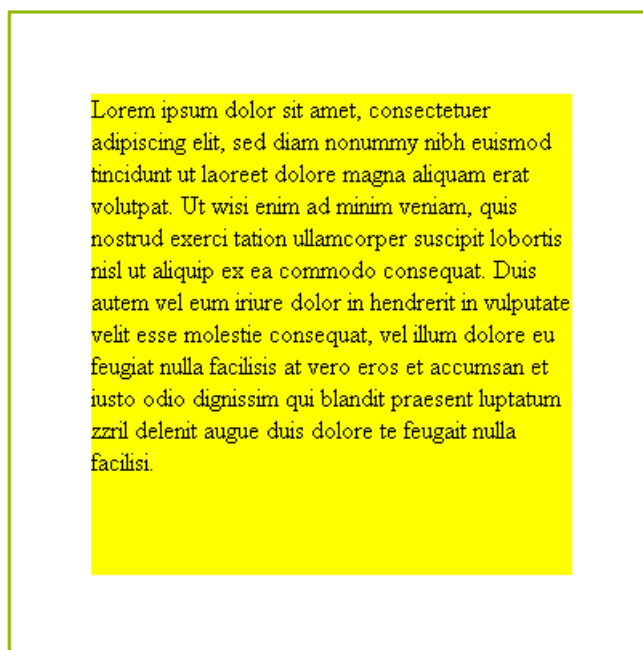 Lorem ipsum dolor sit amet, consectetuer
adipiscing elit, sed diam nonummy nibh euismod
tincidunt ut laoreet dolore magna aliquam erat
volutpat. Ut wisi enim ad minim veniam, quis
nostrud exerci tation ullamcorper suscipit lobortis
nisl ut aliquip ex ea commodo consequat. Duis
autem vel eum iriure dolor in hendrerit in vulputate
velit esse molestie consequat, vel illum dolore eu
feugiat nulla facilisis at vero eros et accumsan et
iusto odio dignissim qui blandit praesent luptatum
zzril delenit augue duis dolore te feugait nulla
facilisi.